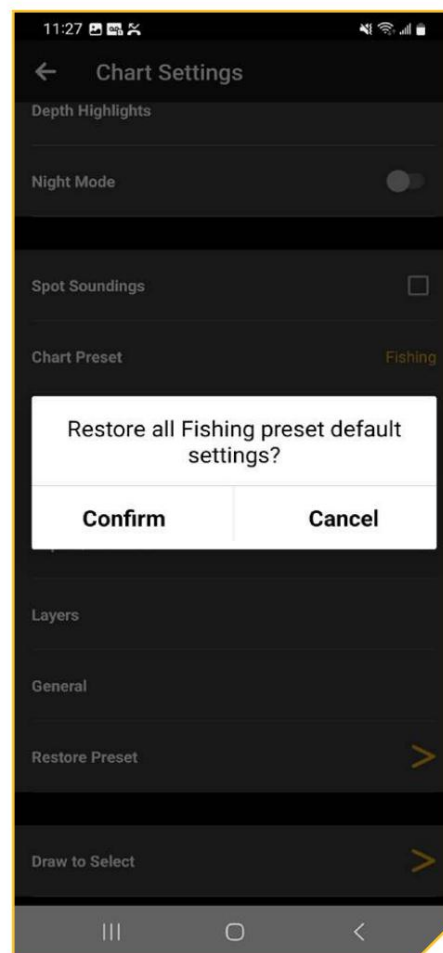 11:27
Chart Settings
Depth Highlights
Night Mode
Spot Soundings
Chart Preset Fishing
Restore all Fishing preset default
settings?
Confirm Cancel
Layers
General
Restore Preset
Draw to Select